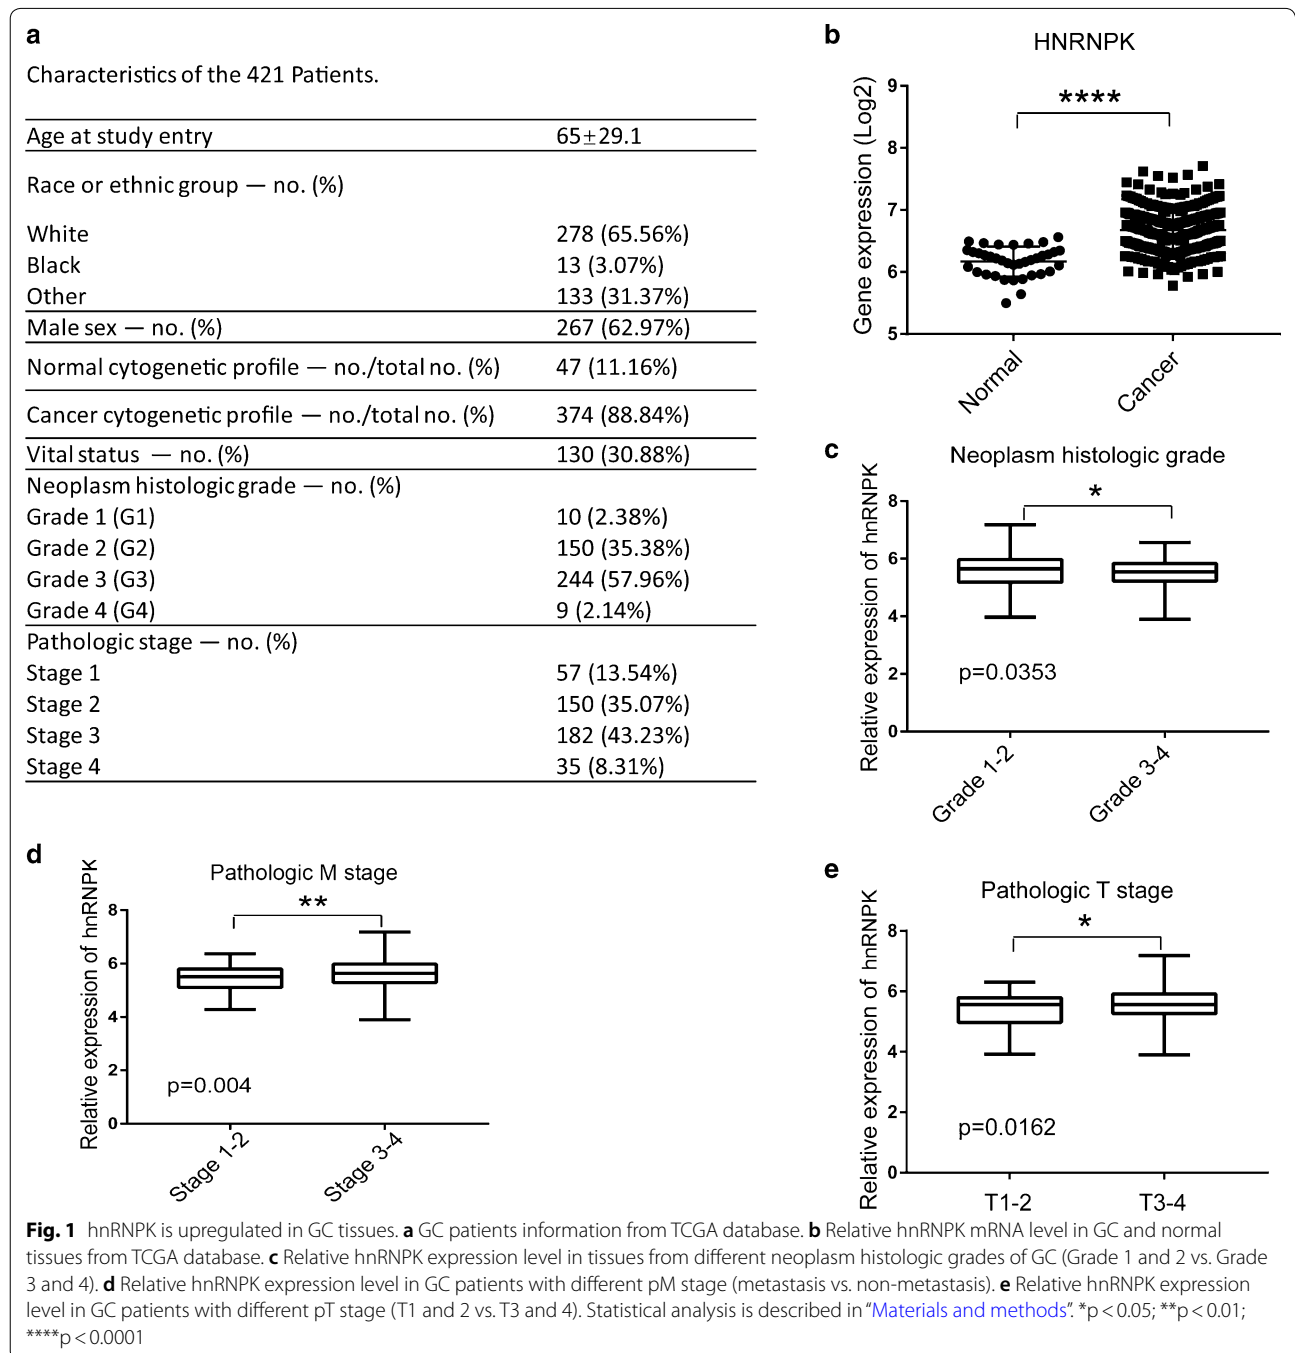 a
Characteristics of the 421 Patients.
Age at study entry 65±29.1
Race or ethnic group — no. (%)
White 278 (65.56%)
Black 13 (3.07%)
Other 133 (31.37%)
Male sex — no. (%) 267 (62.97%)
Normal cytogenetic profile — no./total no. (%) 47 (11.16%)
Cancer cytogenetic profile — no./total no. (%) 374 (88.84%)
Vital status — no. (%) 130 (30.88%)
Neoplasm histologic grade — no. (%)
Grade 1 (G1) 10 (2.38%)
Grade 2 (G2) 150 (35.38%)
Grade 3 (G3) 244 (57.96%)
Grade 4 (G4) 9 (2.14%)
Pathologic stage — no. (%)
Stage 1 57 (13.54%)
Stage 2 150 (35.07%)
Stage 3 182 (43.23%)
Stage 4 35 (8.31%)
b
HNRNPK
Gene expression (Log2)
9
8
7
6
5
****
Normal
Cancer
c
Neoplasm histologic grade
Relative expression of hnRNPK
8
6
4
2
0
*
p=0.0353
Grade 1-2
Grade 3-4
d
Pathologic M stage
Relative expression of hnRNPK
8
6
4
2
0
**
p=0.004
Stage 1-2
Stage 3-4
e
Pathologic T stage
Relative expression of hnRNPK
8
6
4
2
0
*
p=0.0162
T1-2
T3-4
Fig. 1 hnRNPK is upregulated in GC tissues. a GC patients information from TCGA database. b Relative hnRNPK mRNA level in GC and normal
tissues from TCGA database. c Relative hnRNPK expression level in tissues from different neoplasm histologic grades of GC (Grade 1 and 2 vs. Grade
3 and 4). d Relative hnRNPK expression level in GC patients with different pM stage (metastasis vs. non-metastasis). e Relative hnRNPK expression
level in GC patients with different pT stage (T1 and 2 vs. T3 and 4). Statistical analysis is described in “Materials and methods”. *p < 0.05; **p < 0.01;
****p < 0.0001